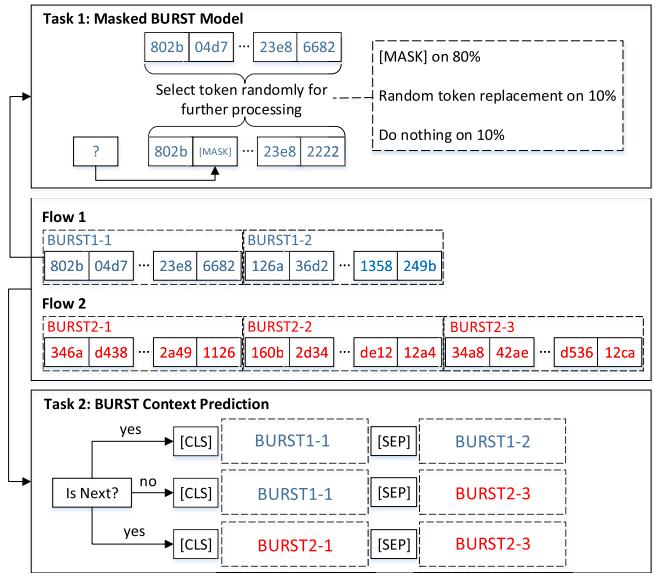 Task 1: Masked BURST Model
802b 04d7 ··· 23e8 6682
[MASK] on 80%
Select token randomly for
further processing
Random token replacement on 10%
Do nothing on 10%
? 802b [MASK] ··· 23e8 2222
Flow 1
BURST1-1 BURST1-2
802b 04d7 ··· 23e8 6682 126a 36d2 ··· 1358 249b
Flow 2
BURST2-1 BURST2-2 BURST2-3
346a d438 ··· 2a49 1126 160b 2d34 ··· de12 12a4 34a8 42ae ··· d536 12ca
Task 2: BURST Context Prediction
yes [CLS] BURST1-1 [SEP] BURST1-2
Is Next? no [CLS] BURST1-1 [SEP] BURST2-3
yes [CLS] BURST2-1 [SEP] BURST2-3